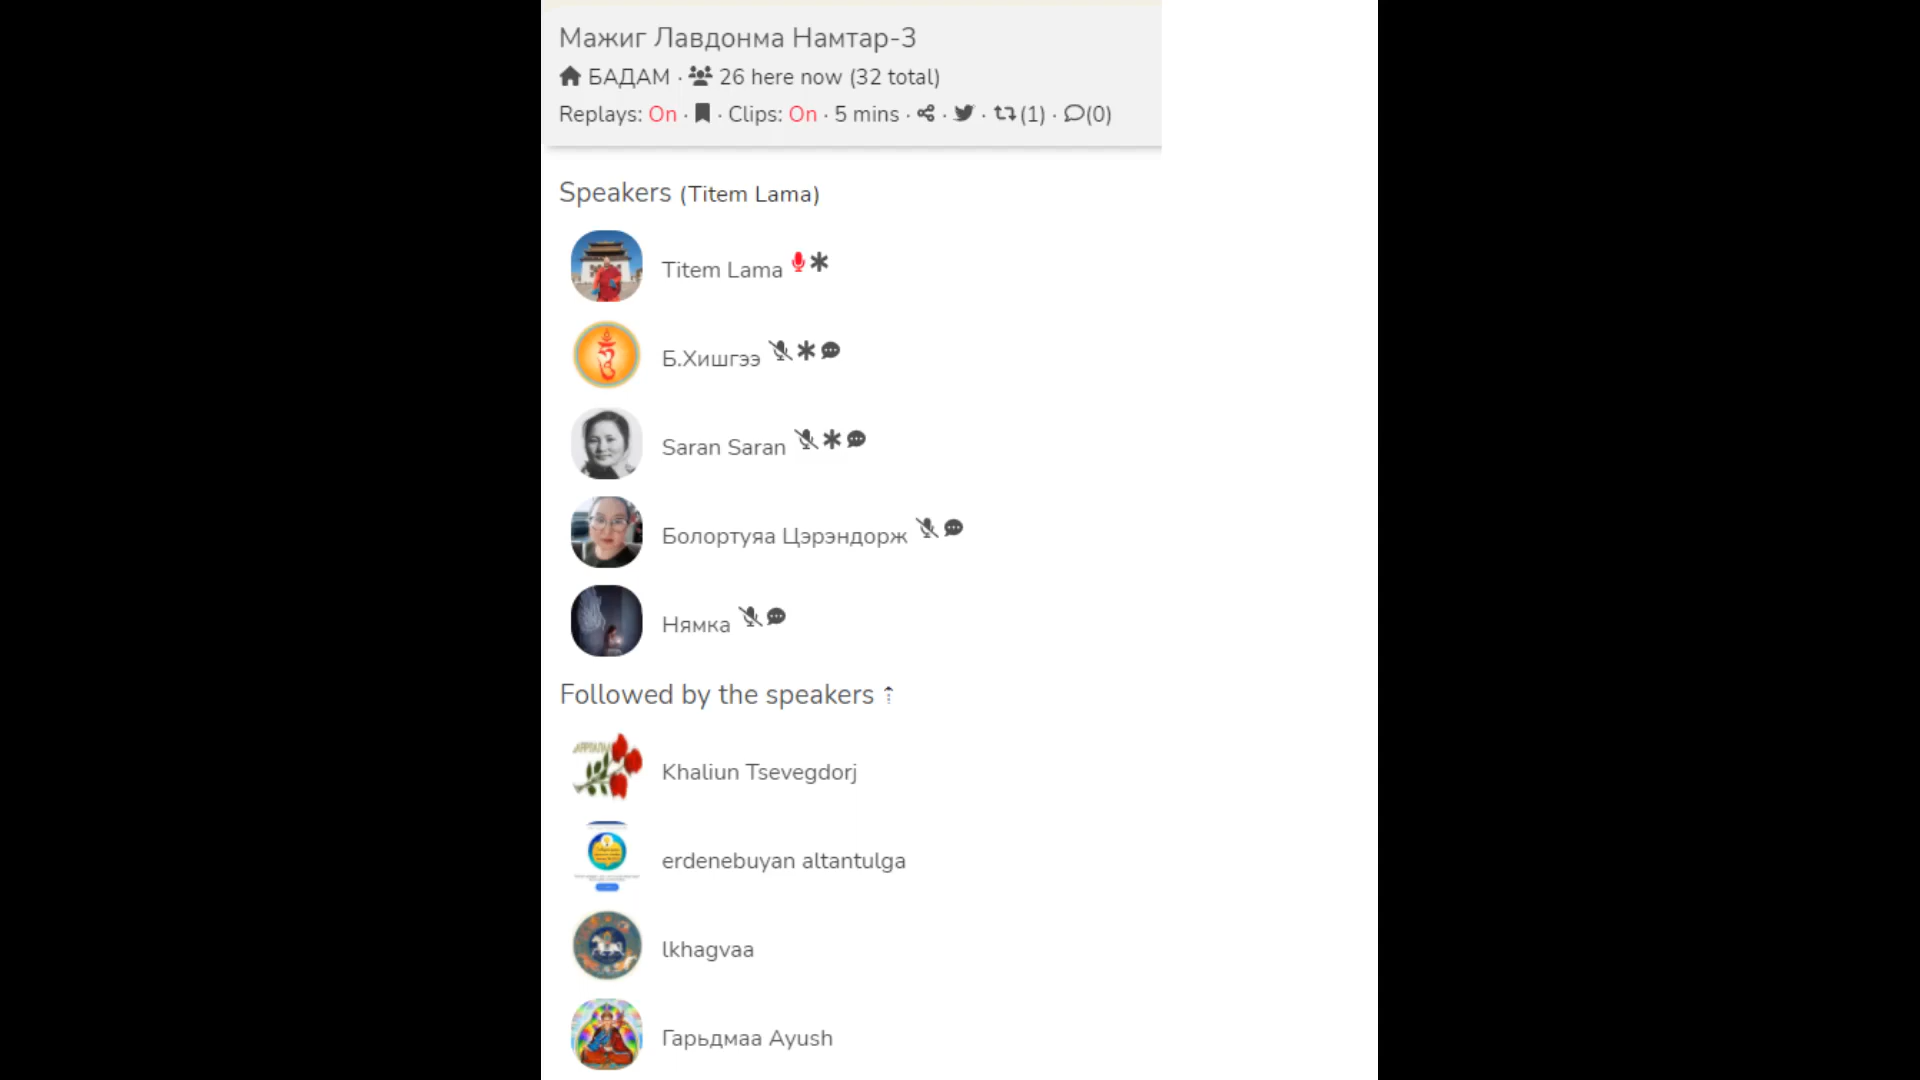 Мажиг Лавдонма Намтар-3
БАДАМ · 26 here now (32 total)
Replays: On · · Clips: On · 5 mins · · · (1) · (0)
Speakers (Titem Lama)
Titem Lama
Б.Хишгээ
Saran Saran
Болортуяа Цэрэндорж
Нямка
Followed by the speakers
Khaliun Tsevegdorj
erdenebuyan altantulga
lkhagvaa
Гарьдмаа Ayush